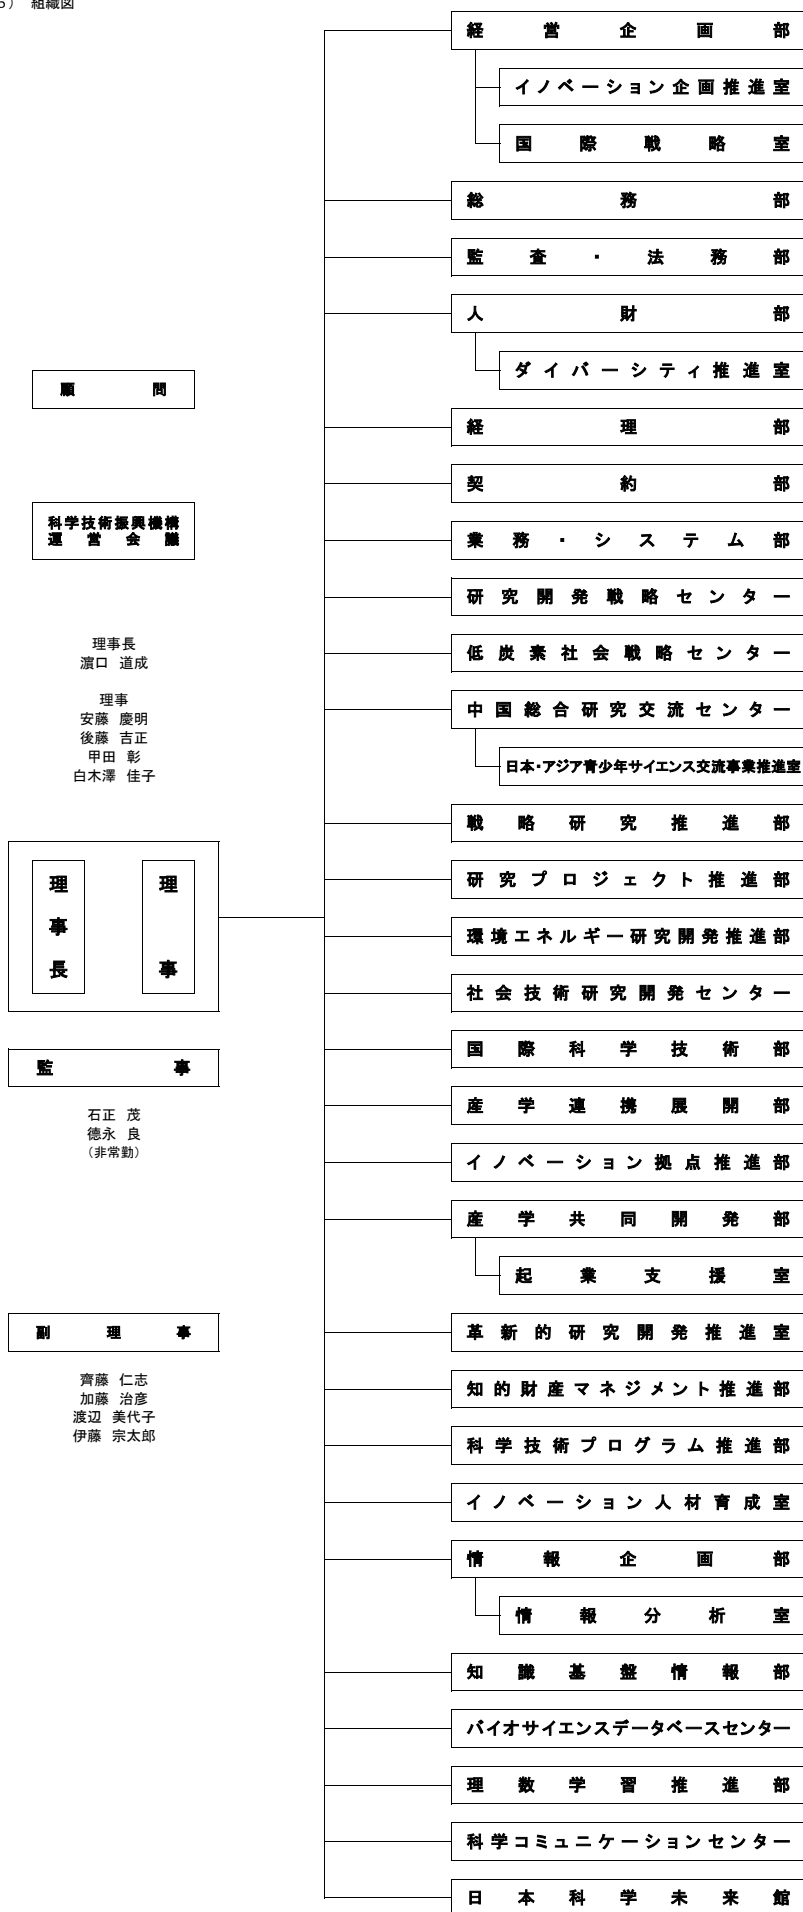 組織図
経営企画部
イノベーション企画推進室
国際戦略室
総務部
監査・法務部
人財部
ダイバーシティ推進室
顧問
経理部
契約部
科学技術振興機構
運営会議
業務・システム部
研究開発戦略センター
理事長
濵口 道成
低炭素社会戦略センター
理事
安藤 慶明
後藤 吉正
甲田 彰
白木澤 佳子
中国総合研究交流センター
日本・アジア青少年サイエンス交流事業推進室
戦略研究推進部
理事長
理事
研究プロジェクト推進部
環境エネルギー研究開発推進部
社会技術研究開発センター
国際科学技術部
監事
石正 茂
德永 良
（非常勤）
産学連携展開部
イノベーション拠点推進部
産学共同開発部
起業支援室
副理事
革新的研究開発推進室
齊藤 仁志
加藤 治彦
渡辺 美代子
伊藤 宗太郎
知的財産マネジメント推進部
科学技術プログラム推進部
イノベーション人材育成室
情報企画部
情報分析室
知識基盤情報部
バイオサイエンスデータベースセンター
理数学習推進部
科学コミュニケーションセンター
日本科学未来館